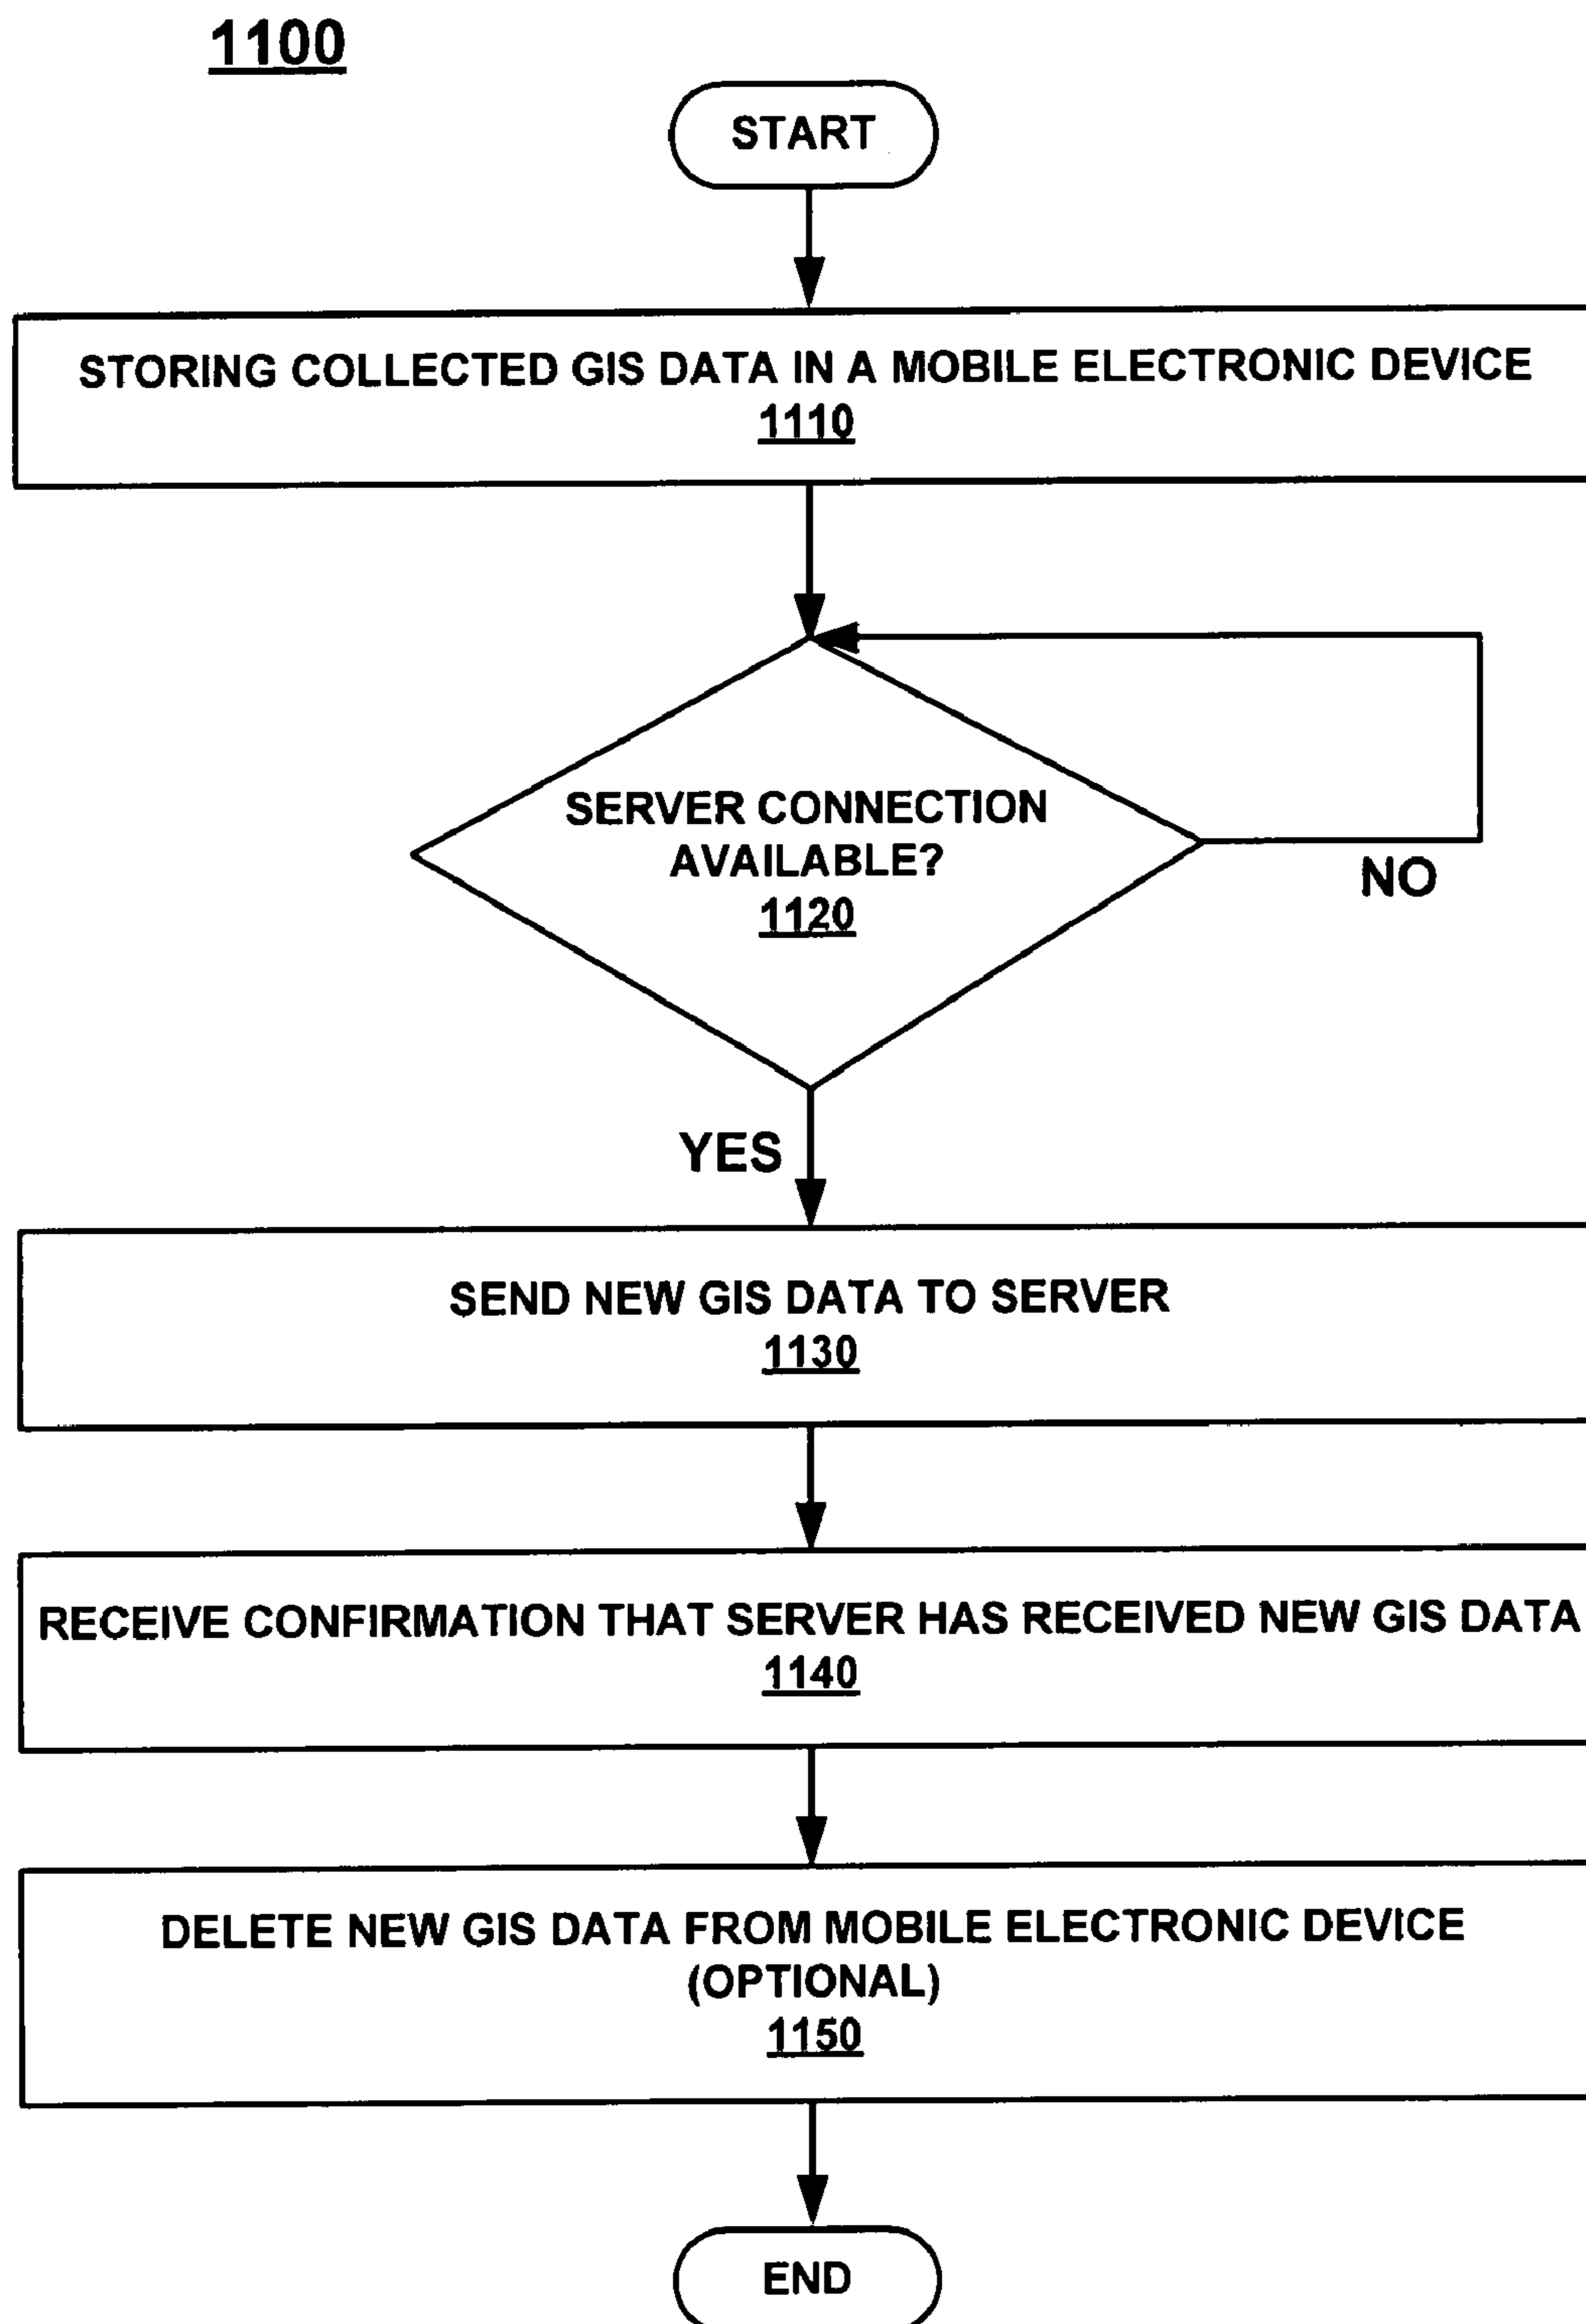 1100
START
STORING COLLECTED GIS DATA IN A MOBILE ELECTRONIC DEVICE
1110
SERVER CONNECTION
AVAILABLE?
1120
NO
YES
SEND NEW GIS DATA TO SERVER
1130
RECEIVE CONFIRMATION THAT SERVER HAS RECEIVED NEW GIS DATA
1140
DELETE NEW GIS DATA FROM MOBILE ELECTRONIC DEVICE
(OPTIONAL)
1150
END